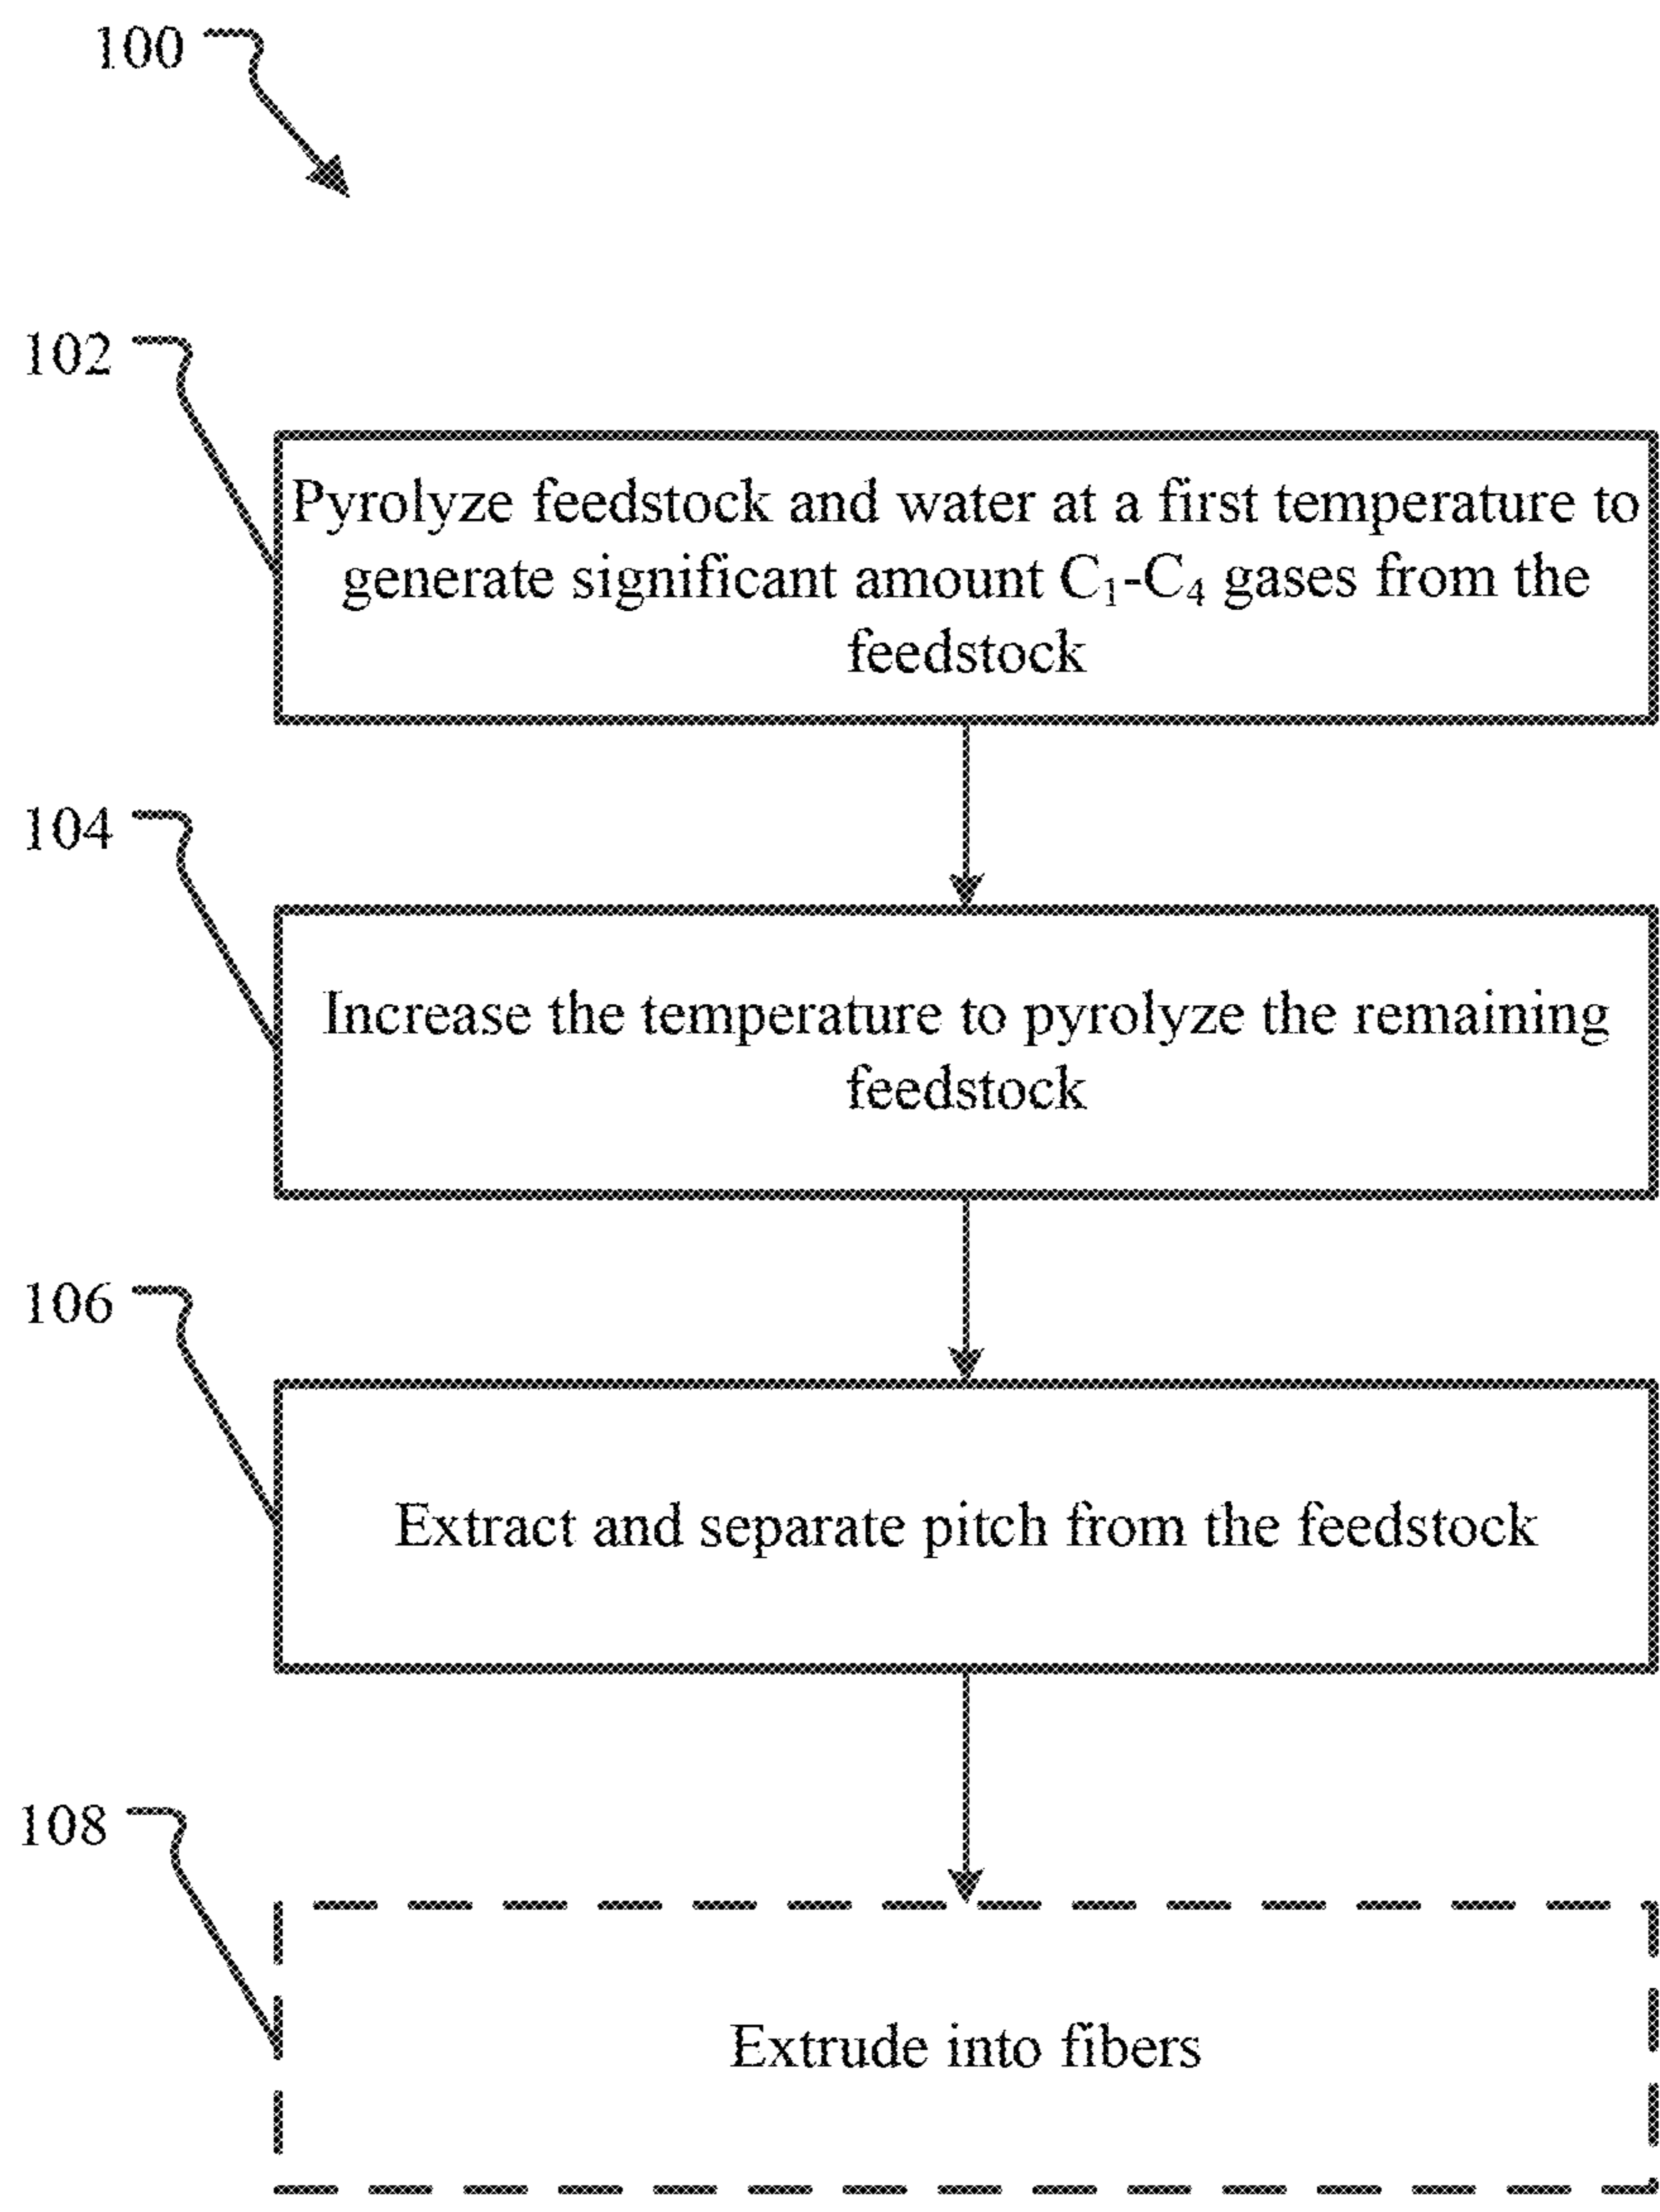 100
102
Pyrolyze feedstock and water at a first temperature to
generate significant amount C₁-C₄ gases from the
feedstock
104
Increase the temperature to pyrolyze the remaining
feedstock
106
Extract and separate pitch from the feedstock
108
Extrude into fibers